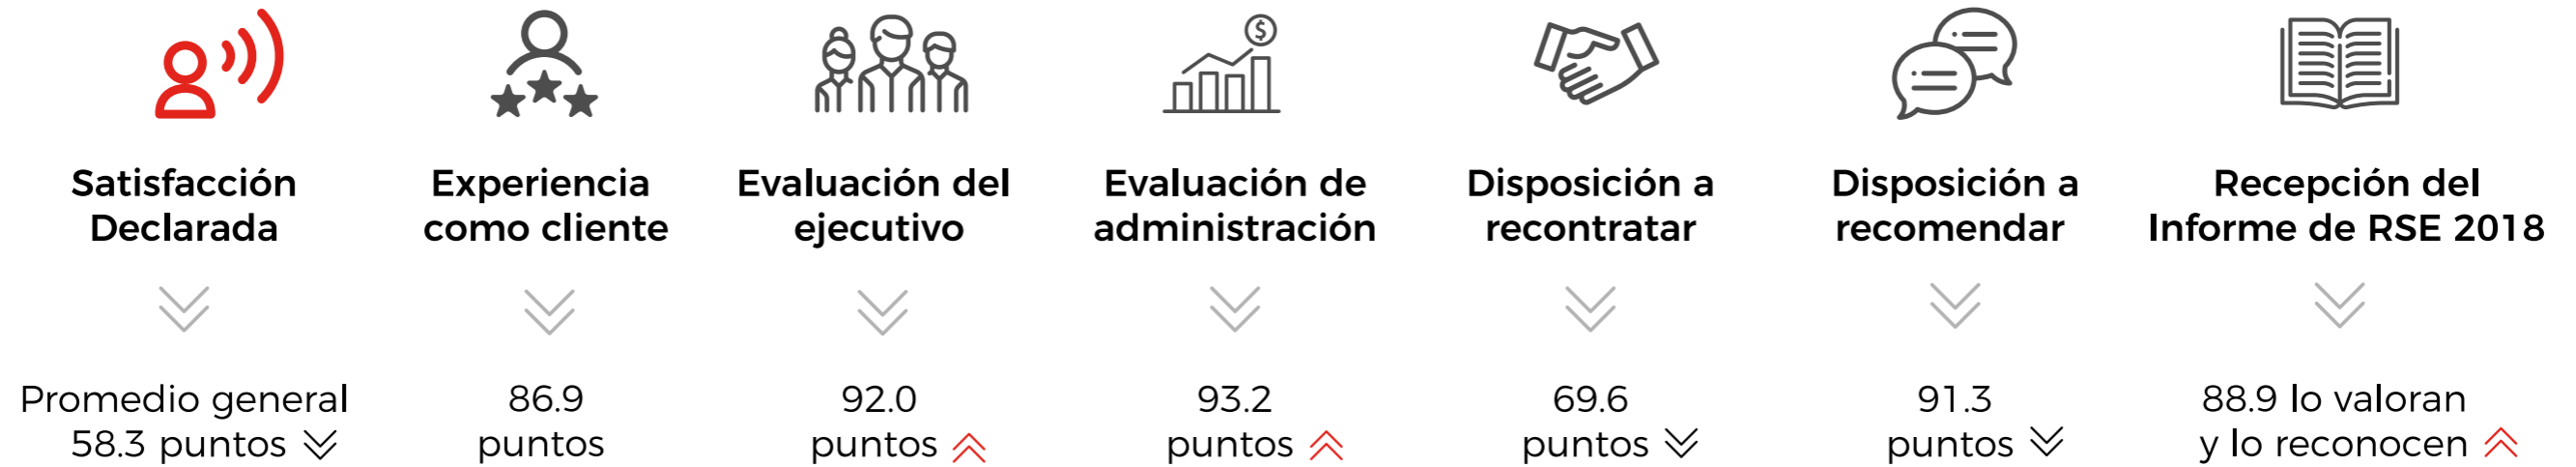 Satisfacción
Declarada
Promedio general
58.3 puntos
Experiencia
como cliente
86.9
puntos
Evaluación del
ejecutivo
92.0
puntos
Evaluación de
administración
93.2
puntos
Disposición a
recontratar
69.6
puntos
Disposición a
recomendar
91.3
puntos
Recepción del
Informe de RSE 2018
88.9 lo valoran
y lo reconocen